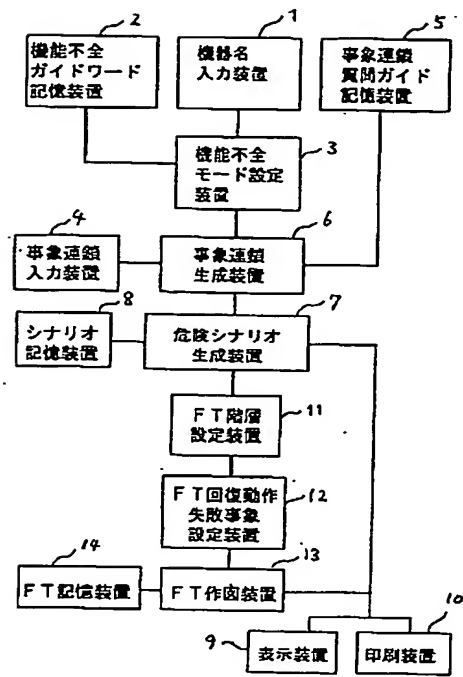 2
1
5
機能不全
ガイドワード
記憶装置
機器名
入力装置
事象連鎖
質問ガイド
記憶装置
3
機能不全
モード設定
装置
4
6
事象連鎖
入力装置
事象連鎖
生成装置
8
7
シナリオ
記憶装置
危険シナリオ
生成装置
11
FT階層
設定装置
12
FT回復動作
失敗事象
設定装置
14
13
FT記憶装置
FT作図装置
9
10
表示装置
印刷装置